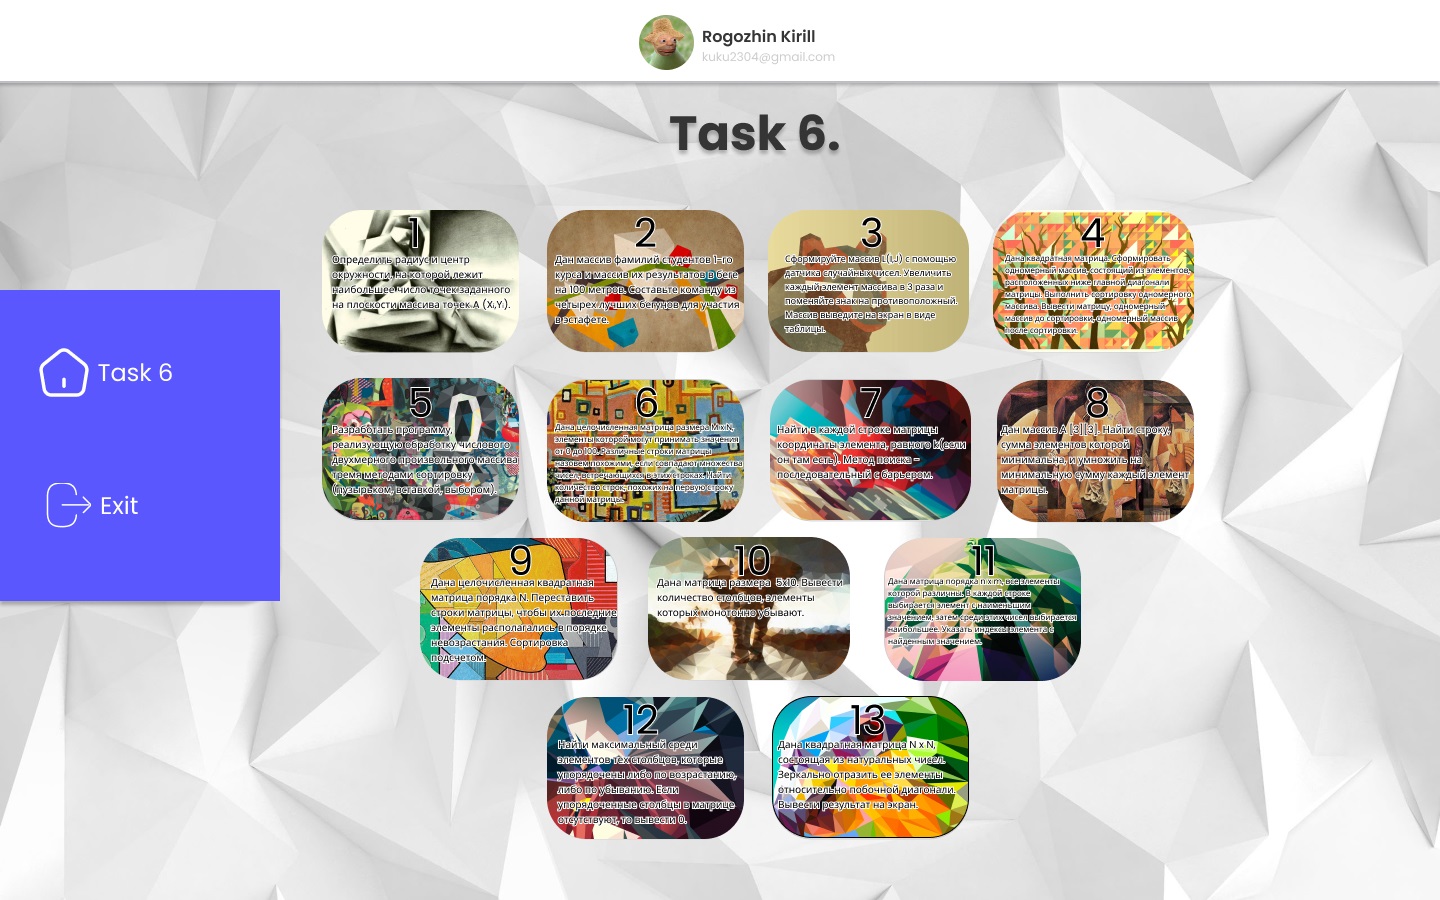 Rogozhin Kirill
kuku2304@gmail.com
Task 6.
Task 6
Exit
1
Определить радиус и центр
окружности, на которой лежит
наибольшее число точек заданного
на плоскости массива точек A (Xi,Yi).
2
Дан массив фамилий студентов 1-го
курса и массив их результатов в беге
на 100 метров. Составьте команду из
четырех лучших бегунов для участия
в эстафете.
3
Сформируйте массив L(I,J) с помощью
датчика случайных чисел. Увеличить
каждый элемент массива в 3 раза и
поменяйте знак на противоположный.
Массив выведите на экран в виде
таблицы.
4
Дана квадратная матрица. Сформировать
одномерный массив, состоящий из элементов,
расположенных ниже главной диагонали
матрицы. Выполнить сортировку одномерного
массива. Вывести матрицу, одномерный
массив до сортировки, одномерный массив
после сортировки.
5
Разработать программу,
реализующую обработку числового
двухмерного произвольного массива
тремя методами сортировку
(пузырьком, вставкой, выбором).
6
Дана целочисленная матрица размера M x N,
элементы которой могут принимать значения
от 0 до 100. Различные строки матрицы
назовем похожими, если совпадают множества
чисел, встречающихся в этих строках. Найти
количество строк, похожих на первую строку
данной матрицы.
7
Найти в каждой строке матрицы
координаты элемента, равного k(если
он там есть). Метод поиска -
последовательный с барьером.
8
Дан массив A [3][3]. Найти строку,
сумма элементов которой
минимальна, и умножить на
минимальную сумму каждый элемент
матрицы.
9
Дана целочисленная квадратная
матрица порядка N. Переставить
строки матрицы, чтобы их последние
элементы располагались в порядке
невозрастания. Сортировка
подсчетом.
10
Дана матрица размера 5x10. Вывести
количество столбцов, элементы
которых монотонно убывают.
11
Дана матрица порядка n x m, все элементы
которой различны. В каждой строке
выбирается элемент с наименьшим
значением, затем среди этих чисел выбирается
наибольшее. Указать индексы элемента с
найденным значением.
12
Найти максимальный среди
элементов тех столбцов, которые
упорядочены либо по возрастанию,
либо по убыванию. Если
упорядоченные столбцы в матрице
отсутствуют, то вывести 0.
13
Дана квадратная матрица N x N,
состоящая из натуральных чисел.
Зеркально отразить ее элементы
относительно побочной диагонали.
Вывести результат на экран.